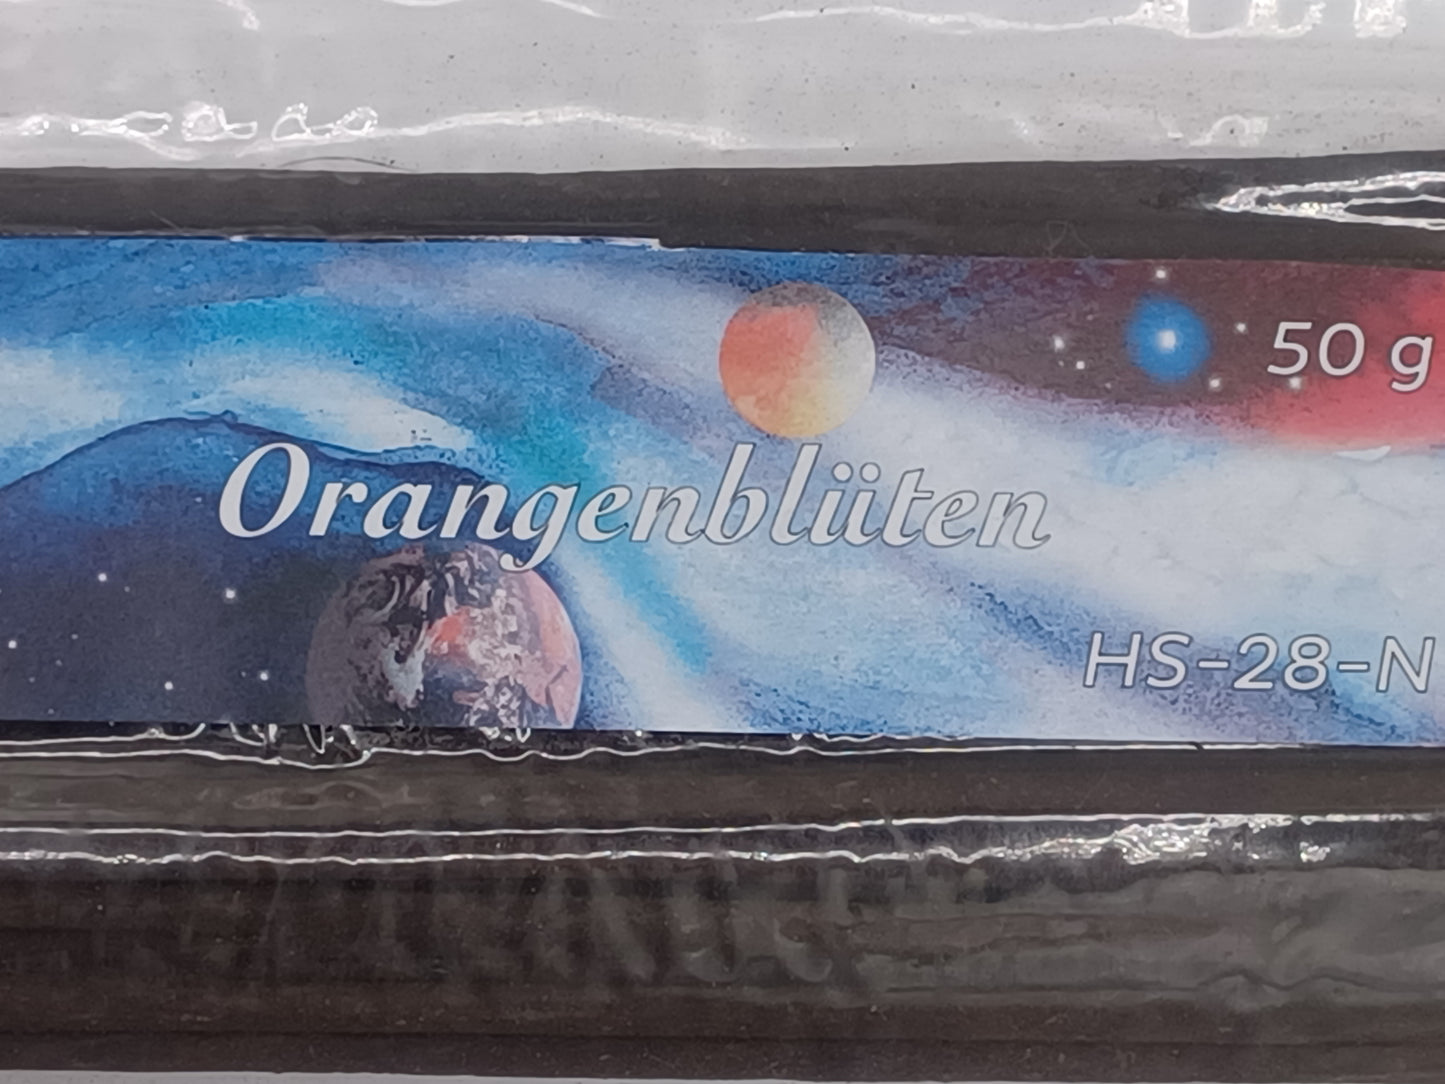 50 g
Orangenblüten
HS-28-N